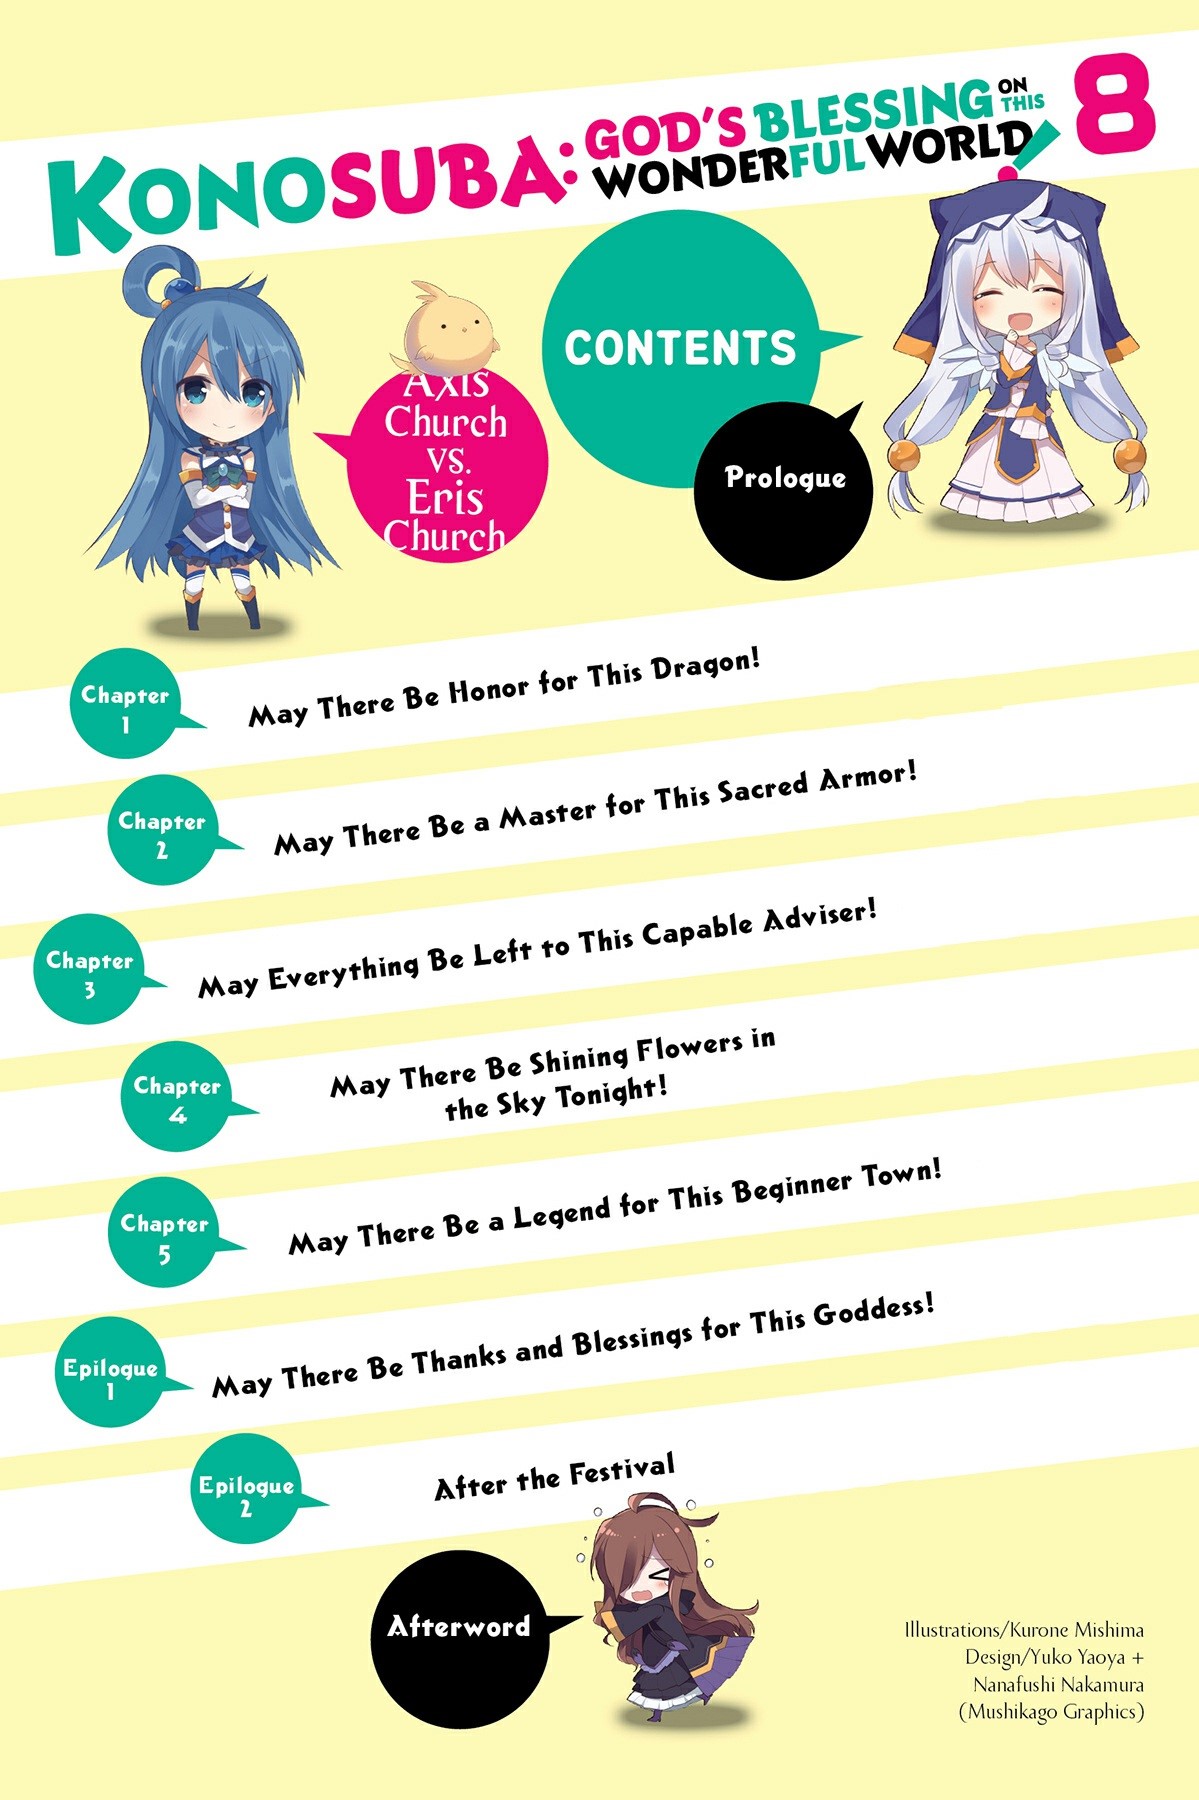 KONOSUBA: GOD'S BLESSING ON THIS
WONDERFUL WORLD! 8
Axis
Church
vs.
Eris
Church
CONTENTS
Prologue
Chapter
1
May There Be Honor for This Dragon!
Chapter
2
May There Be a Master for This Sacred Armor!
Chapter
3
May Everything Be Left to This Capable Adviser!
Chapter
4
May There Be Shining Flowers in
the Sky Tonight!
Chapter
5
May There Be a Legend for This Beginner Town!
Epilogue
1
May There Be Thanks and Blessings for This Goddess!
Epilogue
2
After the Festival
Afterword
Illustrations/Kurone Mishima
Design/Yuko Yaoya +
Nanafushi Nakamura
(Mushikago Graphics)